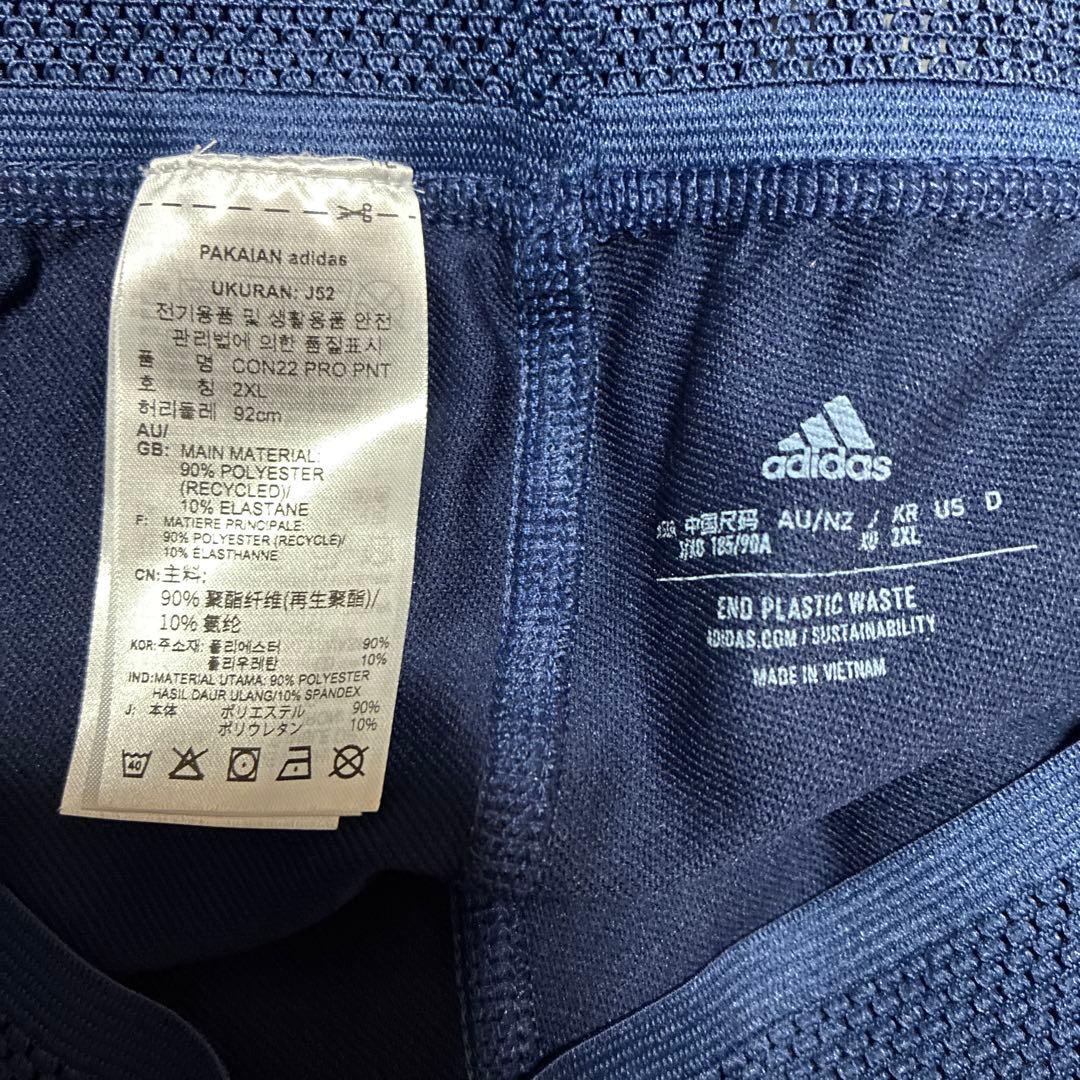 PAKAIAN adidas
UKURAN: J52
전기용품 및 생활용품 안전
관리법에 의한 품질표시
품 명 CON22 PRO PNT
호 칭 2XL
허리둘레 92cm
AU/
GB: MAIN MATERIAL:
90% POLYESTER
(RECYCLED)/
10% ELASTANE
F: MATIERE PRINCIPALE:
90% POLYESTER (RECYCLÉ)/
10% ÉLASTHANNE
CN: 主料:
90% 聚酯纤维(再生聚酯)/
10% 氨纶
KOR: 주소재: 폴리에스터 90%
폴리우레탄 10%
IND: MATERIAL UTAMA: 90% POLYESTER
HASIL DAUR ULANG/10% SPANDEX
J: 本体 ポリエステル 90%
ポリウレタン 10%
40
adidas
中国尺码 AU/NZ / KR US D
185/90A 2XL
END PLASTIC WASTE
ADIDAS.COM / SUSTAINABILITY
MADE IN VIETNAM